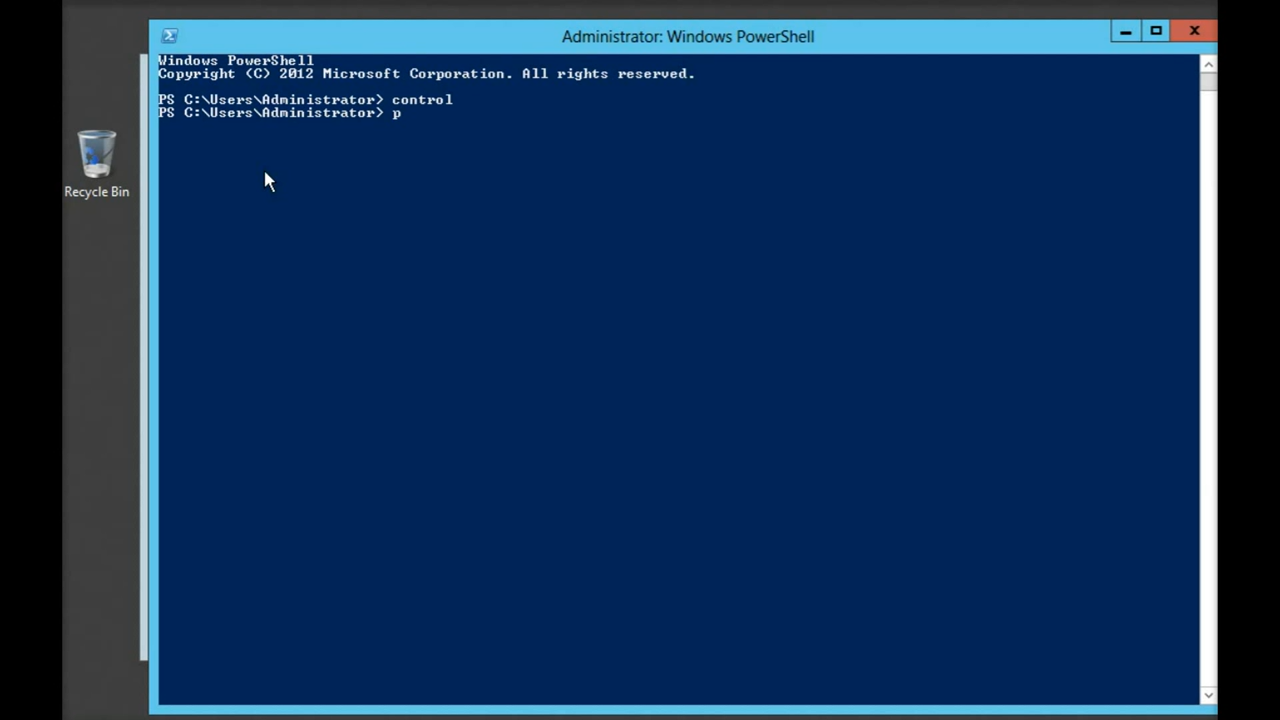 Administrator: Windows PowerShell
Windows PowerShell
Copyright (C) 2012 Microsoft Corporation. All rights reserved.
PS C:\Users\Administrator> control
PS C:\Users\Administrator> p
Recycle Bin